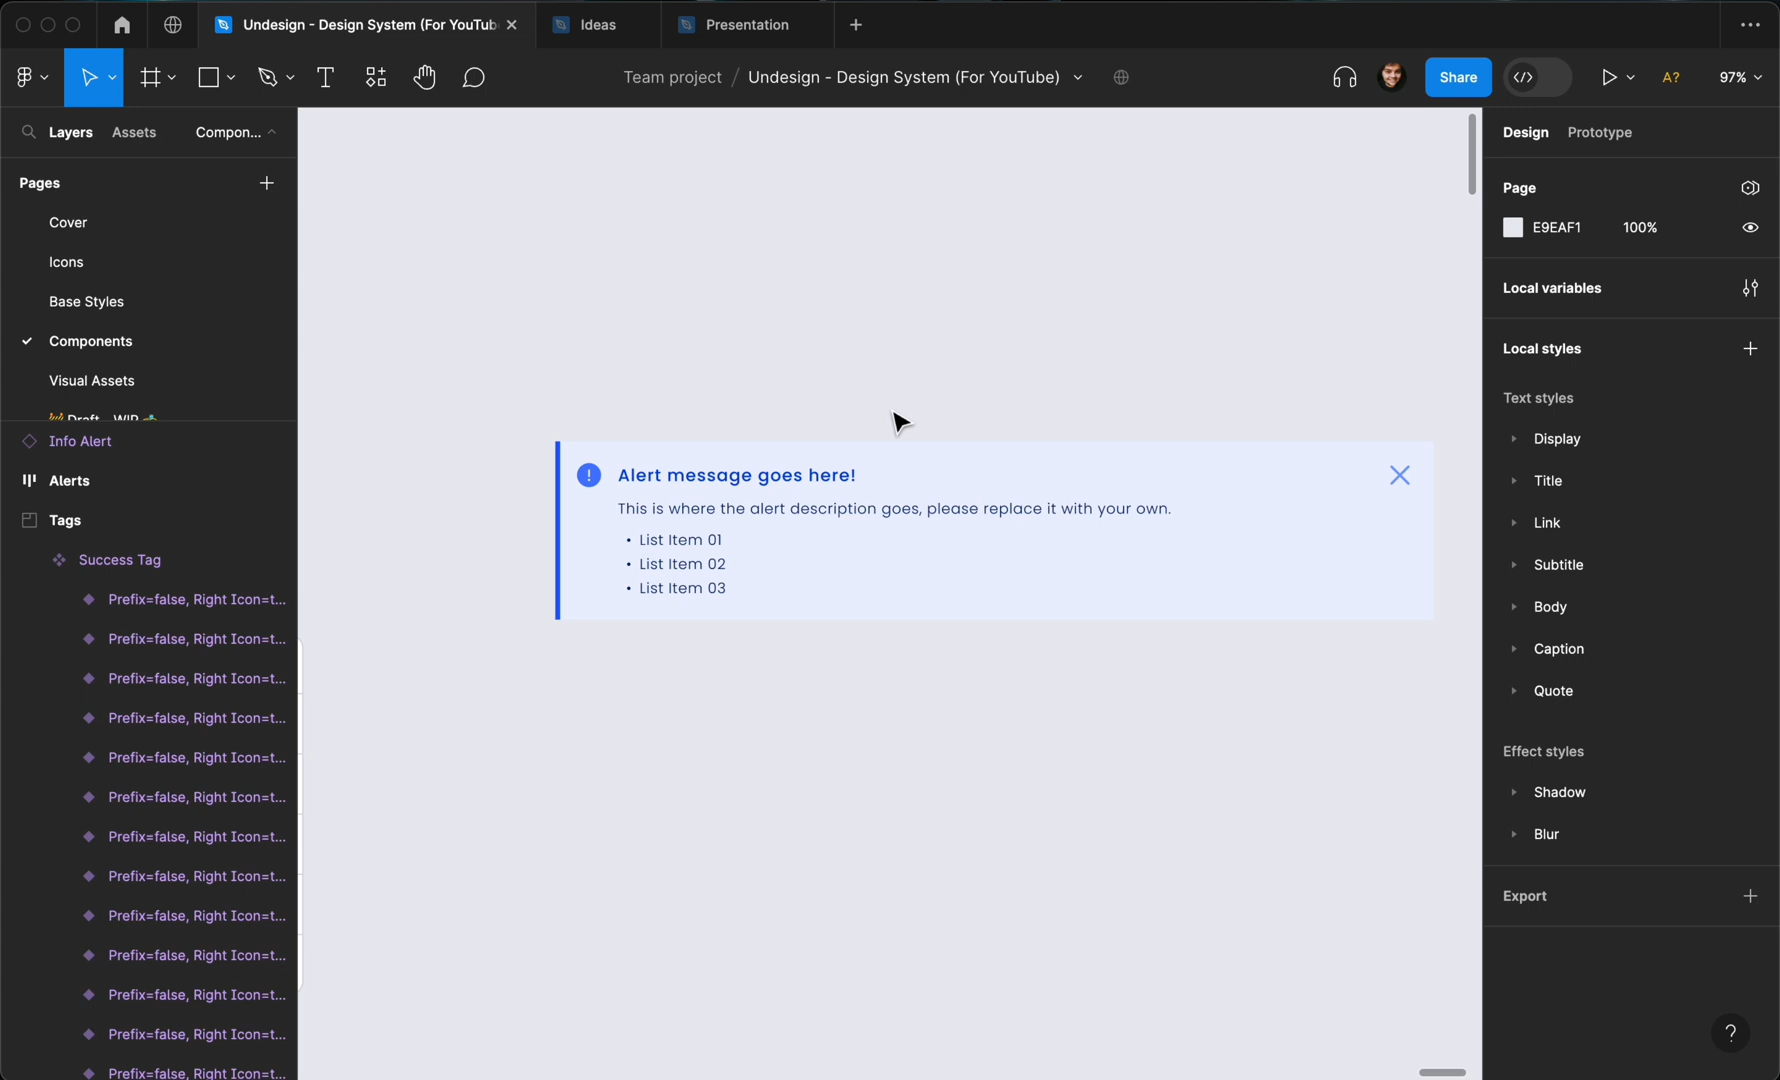 Undesign - Design System (For YouTub
Ideas
Presentation
Team project / Undesign - Design System (For YouTube)
Share
A?
97%
Layers
Assets
Compon...
Pages
Cover
Icons
Base Styles
Components
Visual Assets
Draft - WIP
Info Alert
Alerts
Tags
Success Tag
Prefix=false, Right Icon=t...
Prefix=false, Right Icon=t...
Prefix=false, Right Icon=t...
Prefix=false, Right Icon=t...
Prefix=false, Right Icon=t...
Prefix=false, Right Icon=t...
Prefix=false, Right Icon=t...
Prefix=false, Right Icon=t...
Prefix=false, Right Icon=t...
Prefix=false, Right Icon=t...
Prefix=false, Right Icon=t...
Prefix=false, Right Icon=t...
Prefix=false, Right Icon=t...
Alert message goes here!
This is where the alert description goes, please replace it with your own.
• List Item 01
• List Item 02
• List Item 03
Design
Prototype
Page
E9EAF1
100%
Local variables
Local styles
Text styles
Display
Title
Link
Subtitle
Body
Caption
Quote
Effect styles
Shadow
Blur
Export
?